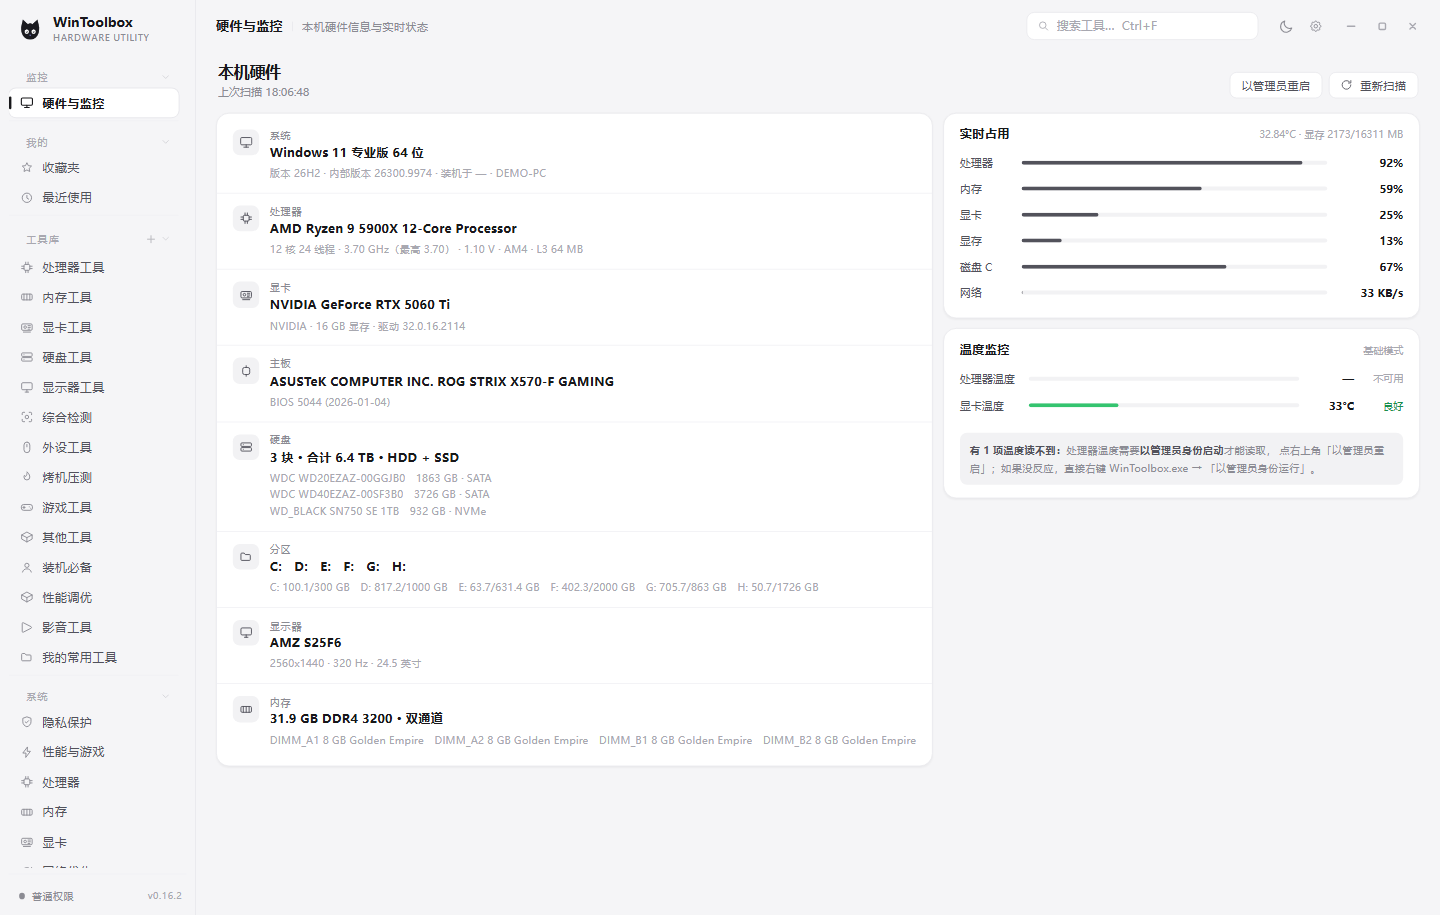 WinToolbox
HARDWARE UTILITY
监控
硬件与监控
我的
收藏夹
最近使用
工具库
处理器工具
内存工具
显卡工具
硬盘工具
显示器工具
综合检测
外设工具
烤机压测
游戏工具
其他工具
装机必备
性能调优
影音工具
我的常用工具
系统
隐私保护
性能与游戏
处理器
内存
显卡
普通权限 v0.16.2
硬件与监控 本机硬件信息与实时状态
搜索工具... Ctrl+F
本机硬件
上次扫描 18:06:48
以管理员重启 重新扫描
系统
Windows 11 专业版 64 位
版本 26H2 · 内部版本 26300.9974 · 装机于 — · DEMO-PC
处理器
AMD Ryzen 9 5900X 12-Core Processor
12 核 24 线程 · 3.70 GHz（最高 3.70） · 1.10 V · AM4 · L3 64 MB
显卡
NVIDIA GeForce RTX 5060 Ti
NVIDIA · 16 GB 显存 · 驱动 32.0.16.2114
主板
ASUSTeK COMPUTER INC. ROG STRIX X570-F GAMING
BIOS 5044 (2026-01-04)
硬盘
3 块 • 合计 6.4 TB • HDD + SSD
WDC WD20EZAZ-00GGJB0 1863 GB · SATA
WDC WD40EZAZ-00SF3B0 3726 GB · SATA
WD_BLACK SN750 SE 1TB 932 GB · NVMe
分区
C: D: E: F: G: H:
C: 100.1/300 GB D: 817.2/1000 GB E: 63.7/631.4 GB F: 402.3/2000 GB G: 705.7/863 GB H: 50.7/1726 GB
显示器
AMZ S25F6
2560x1440 · 320 Hz · 24.5 英寸
内存
31.9 GB DDR4 3200 • 双通道
DIMM_A1 8 GB Golden Empire DIMM_A2 8 GB Golden Empire DIMM_B1 8 GB Golden Empire DIMM_B2 8 GB Golden Empire
实时占用 32.84°C · 显存 2173/16311 MB
处理器 92%
内存 59%
显卡 25%
显存 13%
磁盘 C 67%
网络 33 KB/s
温度监控 基础模式
处理器温度 — 不可用
显卡温度 33°C 良好
有 1 项温度读不到：处理器温度需要以管理员身份启动才能读取， 点右上角「以管理员重
启」；如果没反应，直接右键 WinToolbox.exe → 「以管理员身份运行」。